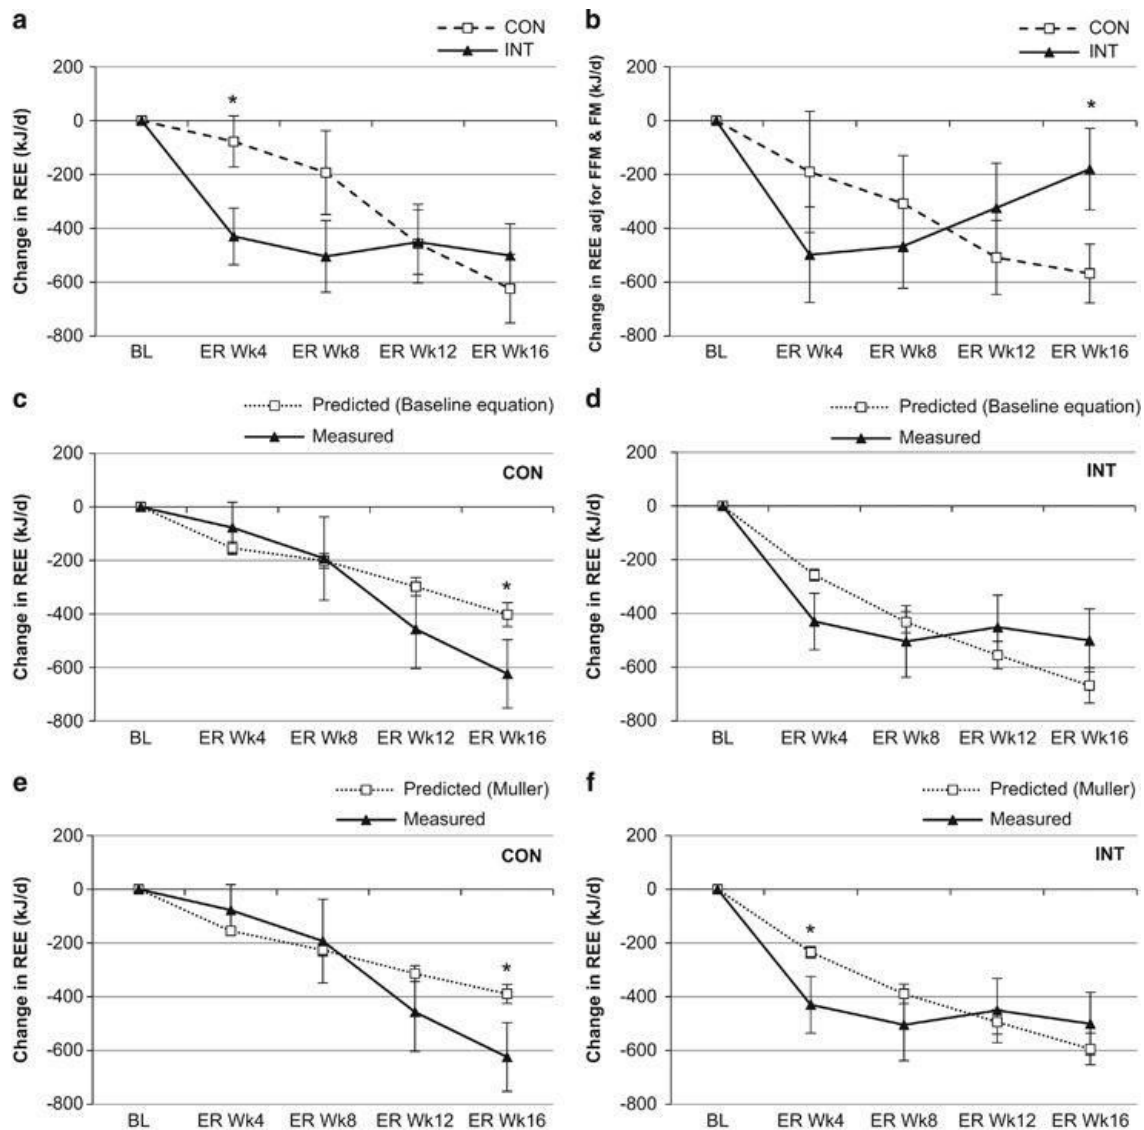 a
CON
INT
Change in REE (kJ/d)
200
0
-200
-400
-600
-800
*
BL ER Wk4 ER Wk8 ER Wk12 ER Wk16
b
CON
INT
Change in REE adj for FFM & FM (kJ/d)
200
0
-200
-400
-600
-800
*
BL ER Wk4 ER Wk8 ER Wk12 ER Wk16
c
Predicted (Baseline equation)
Measured
CON
Change in REE (kJ/d)
200
0
-200
-400
-600
-800
*
BL ER Wk4 ER Wk8 ER Wk12 ER Wk16
d
Predicted (Baseline equation)
Measured
INT
Change in REE (kJ/d)
200
0
-200
-400
-600
-800
BL ER Wk4 ER Wk8 ER Wk12 ER Wk16
e
Predicted (Muller)
Measured
CON
Change in REE (kJ/d)
200
0
-200
-400
-600
-800
*
BL ER Wk4 ER Wk8 ER Wk12 ER Wk16
f
Predicted (Muller)
Measured
INT
Change in REE (kJ/d)
200
0
-200
-400
-600
-800
*
BL ER Wk4 ER Wk8 ER Wk12 ER Wk16